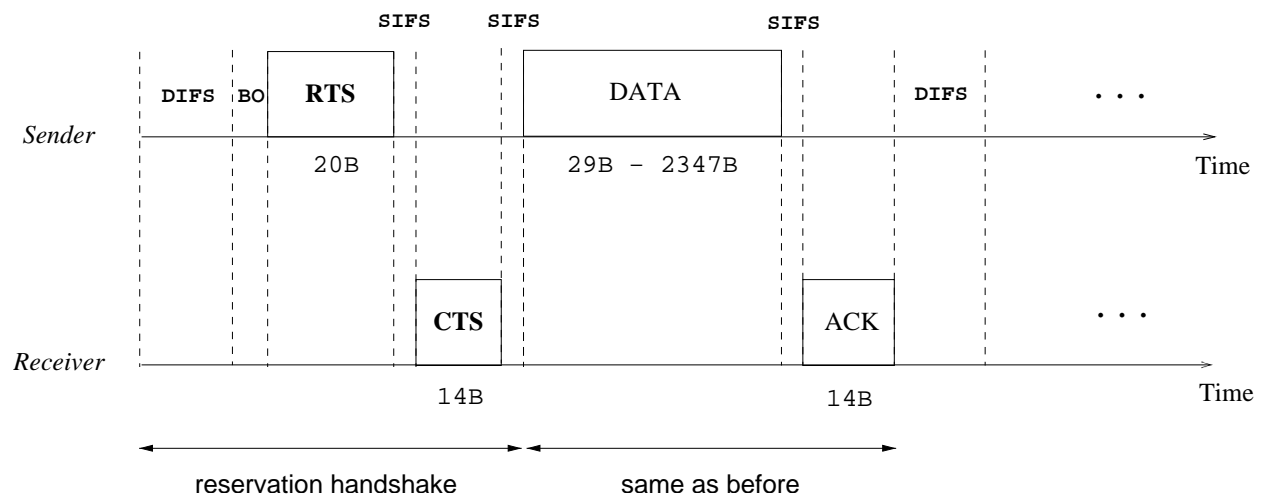 SIFS SIFS SIFS
DIFS BO RTS DATA DIFS . . .
Sender
20B 29B – 2347B Time
CTS ACK . . .
Receiver
14B 14B Time
reservation handshake same as before